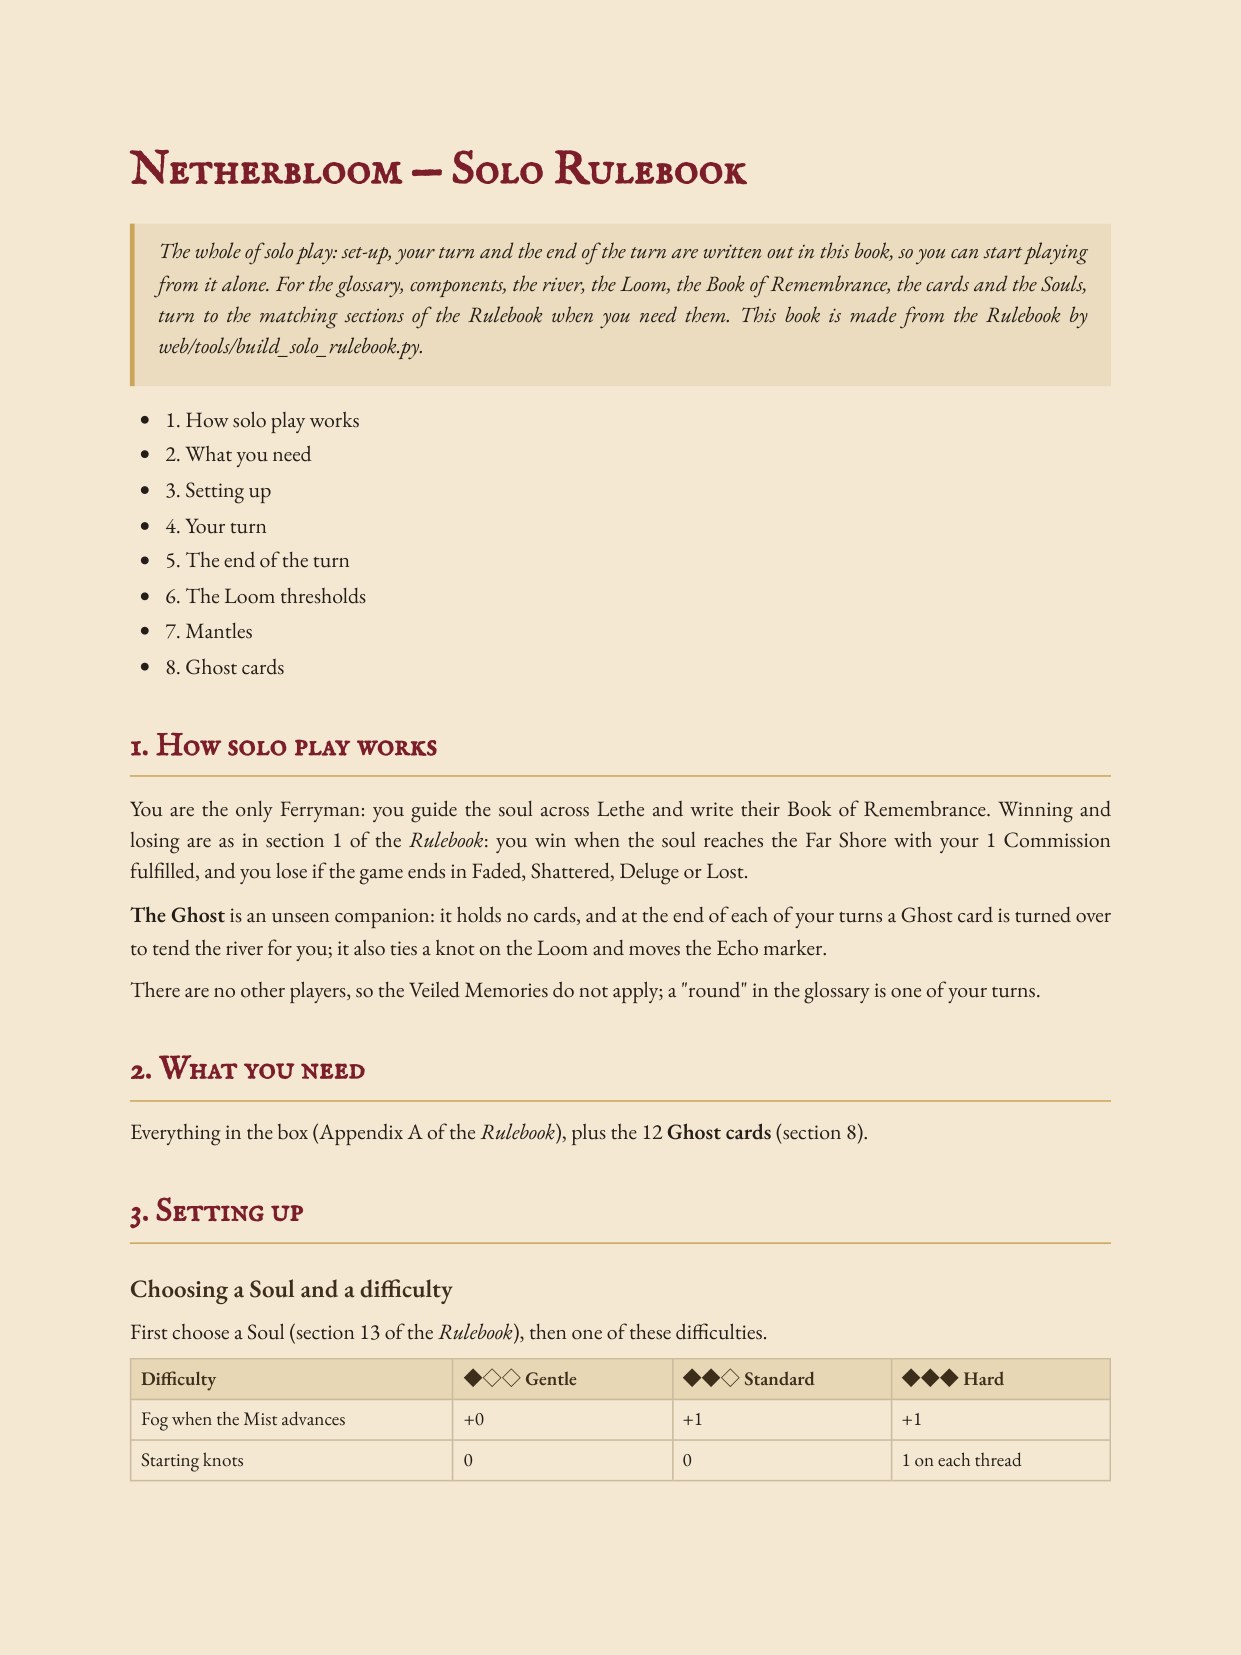 Netherbloom — Solo Rulebook
The whole of solo play: set-up, your turn and the end of the turn are written out in this book, so you can start playing
from it alone. For the glossary, components, the river, the Loom, the Book of Remembrance, the cards and the Souls,
turn to the matching sections of the Rulebook when you need them. This book is made from the Rulebook by
web/tools/build_solo_rulebook.py.
• 1. How solo play works
• 2. What you need
• 3. Setting up
• 4. Your turn
• 5. The end of the turn
• 6. The Loom thresholds
• 7. Mantles
• 8. Ghost cards
1. How solo play works
You are the only Ferryman: you guide the soul across Lethe and write their Book of Remembrance. Winning and
losing are as in section 1 of the Rulebook: you win when the soul reaches the Far Shore with your 1 Commission
fulfilled, and you lose if the game ends in Faded, Shattered, Deluge or Lost.
The Ghost is an unseen companion: it holds no cards, and at the end of each of your turns a Ghost card is turned over
to tend the river for you; it also ties a knot on the Loom and moves the Echo marker.
There are no other players, so the Veiled Memories do not apply; a "round" in the glossary is one of your turns.
2. What you need
Everything in the box (Appendix A of the Rulebook), plus the 12 Ghost cards (section 8).
3. Setting up
Choosing a Soul and a difficulty
First choose a Soul (section 13 of the Rulebook), then one of these difficulties.
Difficulty ◆◇◇ Gentle ◆◆◇ Standard ◆◆◆ Hard
Fog when the Mist advances +0 +1 +1
Starting knots 0 0 1 on each thread